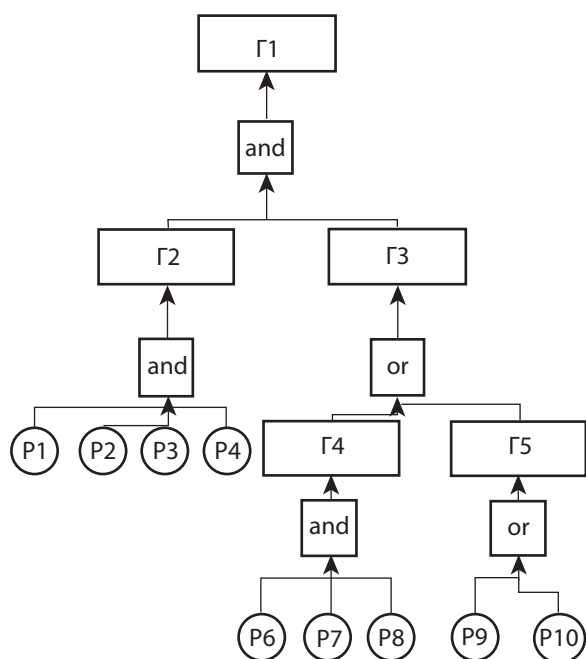 Γ1
and
Γ2
Γ3
and
or
P1
P2
P3
P4
Γ4
Γ5
and
or
P6
P7
P8
P9
P10